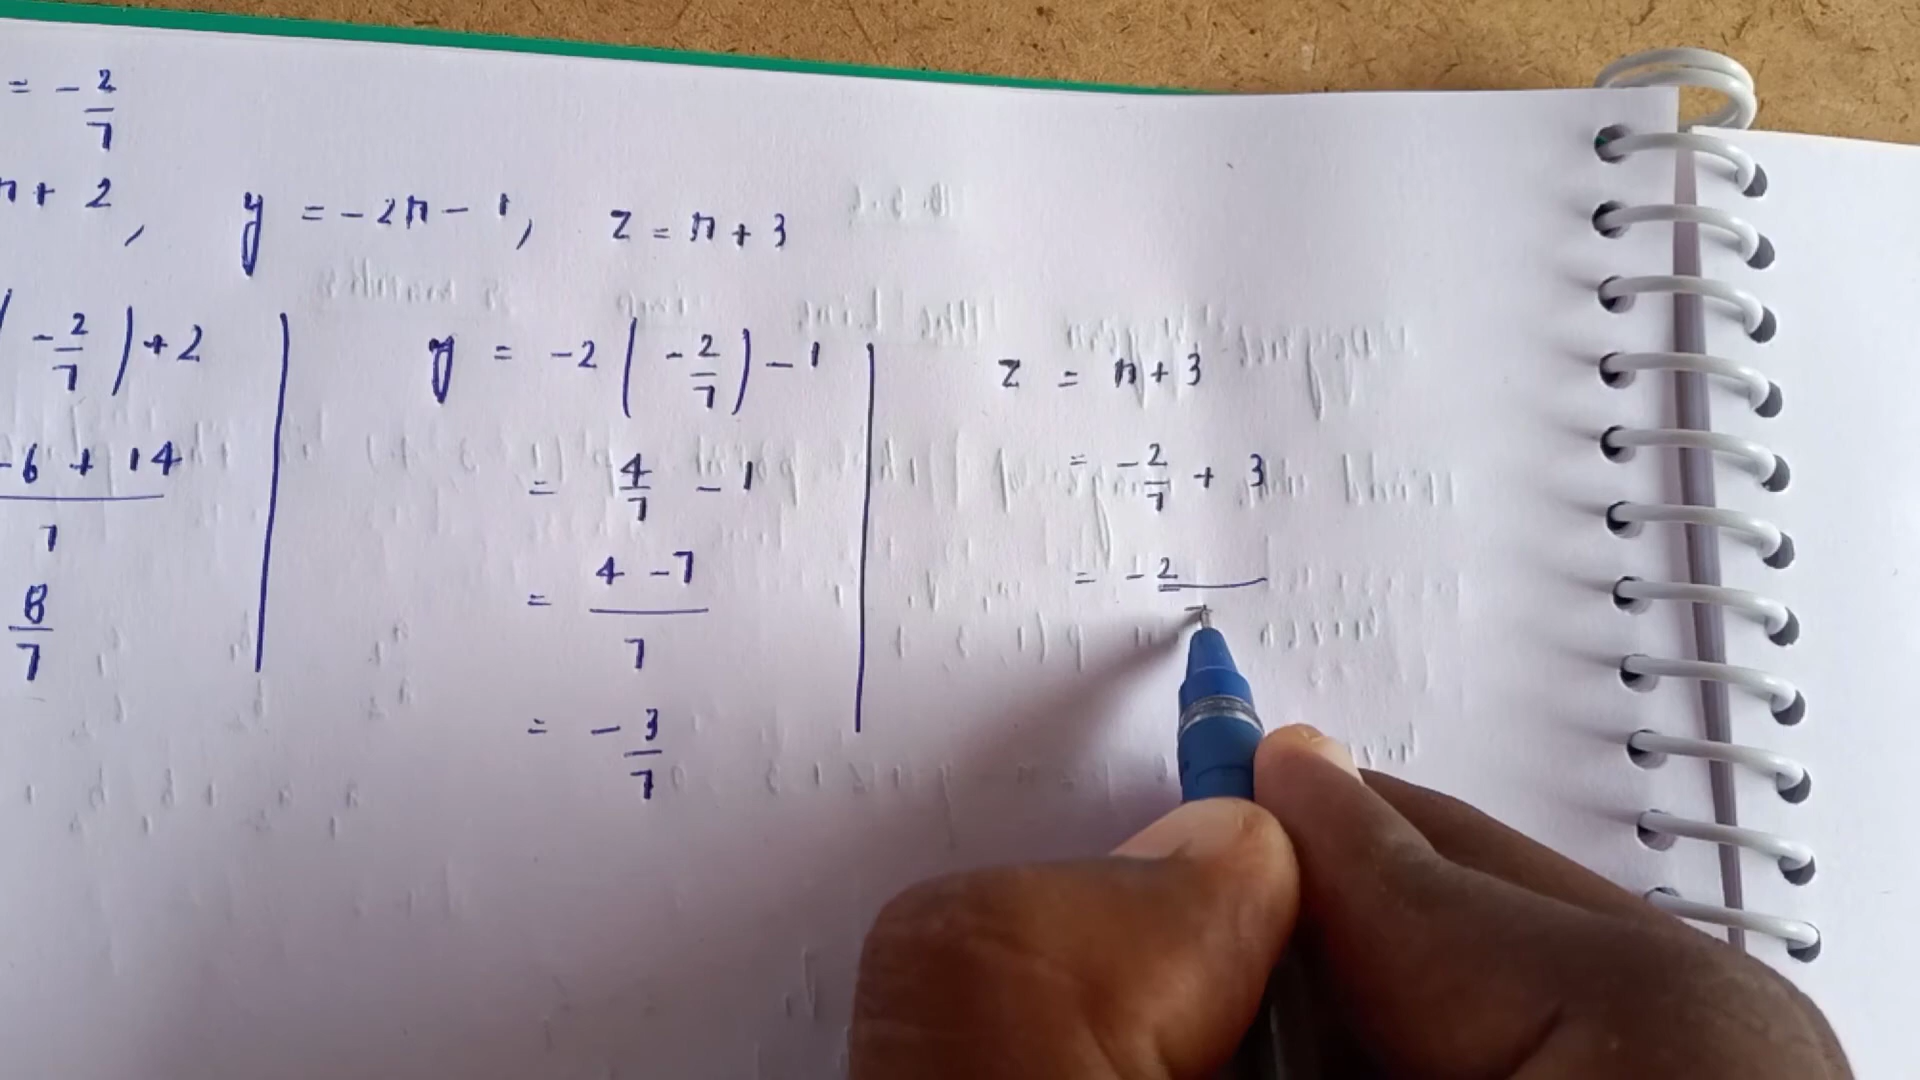 = - 2/7
n + 2 , y = - 2n - 1 , z = n + 3
( - 2/7 ) + 2
-6 + 14 / 7
8/7
y = -2 ( - 2/7 ) - 1
= 4/7 - 1
= 4 - 7 / 7
= - 3/7
z = n + 3
= - 2/7 + 3
= - 2